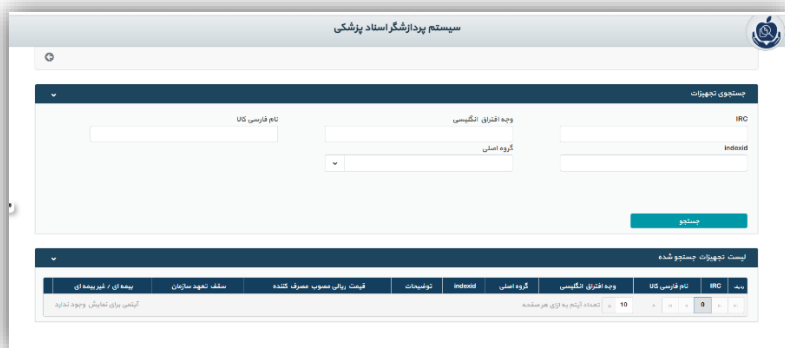 سیستم پردازشگر اسناد پزشکی
جستجوی تجهیزات
IRC وجه افتراق انگلیسی نام فارسی کالا
indexid گروه اصلی
جستجو
لیست تجهیزات جستجو شده
ردیف IRC نام فارسی کالا وجه افتراق انگلیسی گروه اصلی indexid توضیحات قیمت ریالی مصوب مصرف کننده سقف تعهد سازمان بیمه ای / غیر بیمه ای
0 10 تعداد آیتم به ازای هر صفحه آیتمی برای نمایش وجود ندارد